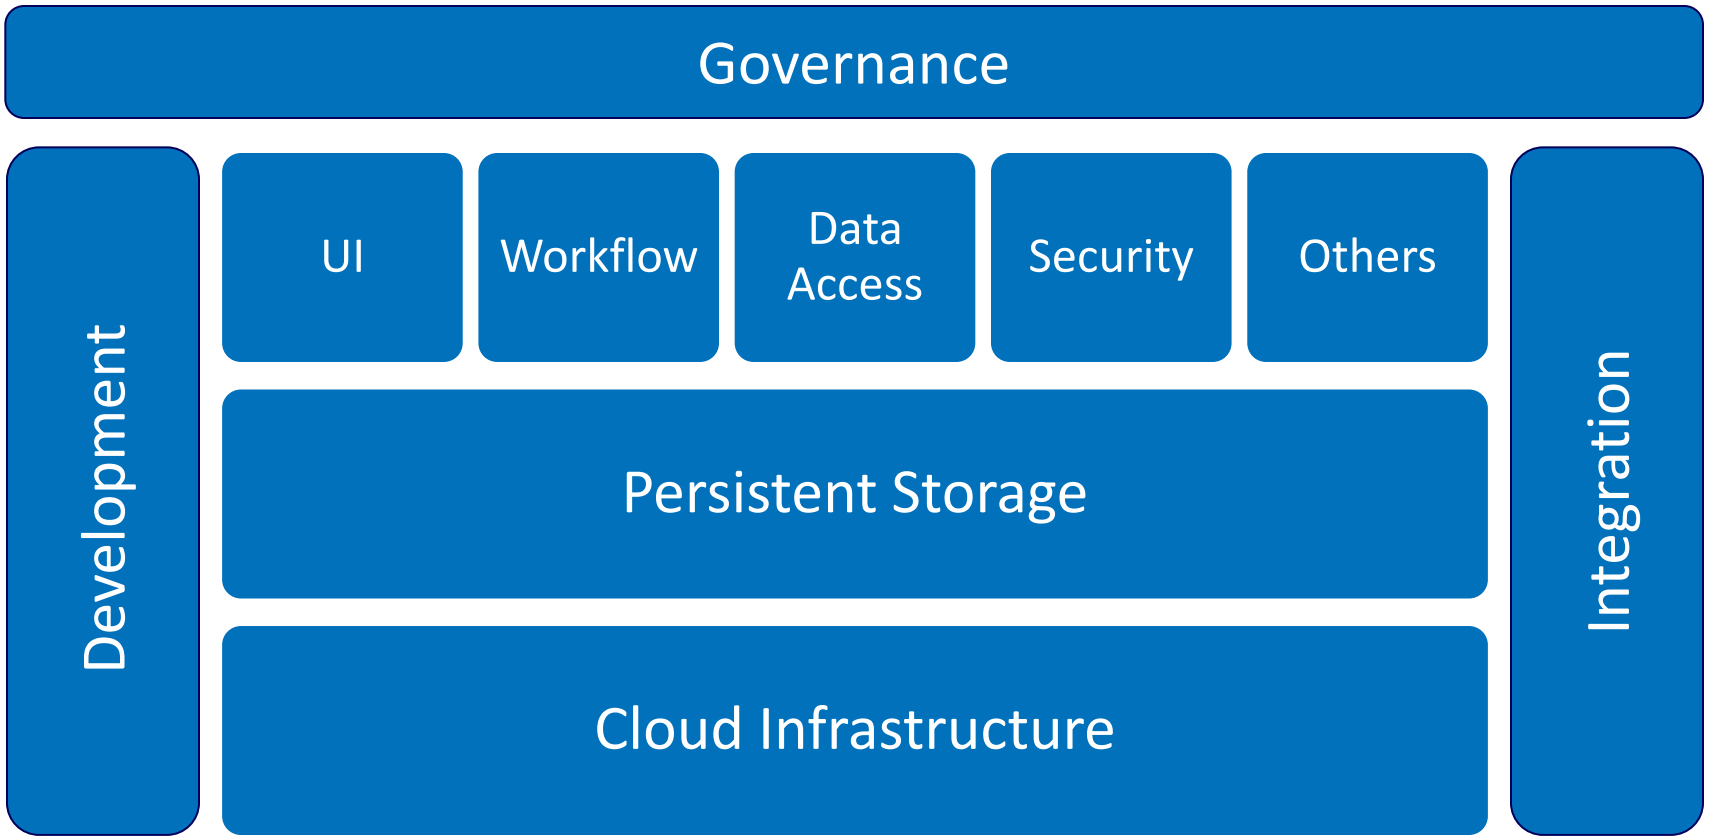 Governance
Development
UI
Workflow
Data
Access
Security
Others
Persistent Storage
Cloud Infrastructure
Integration